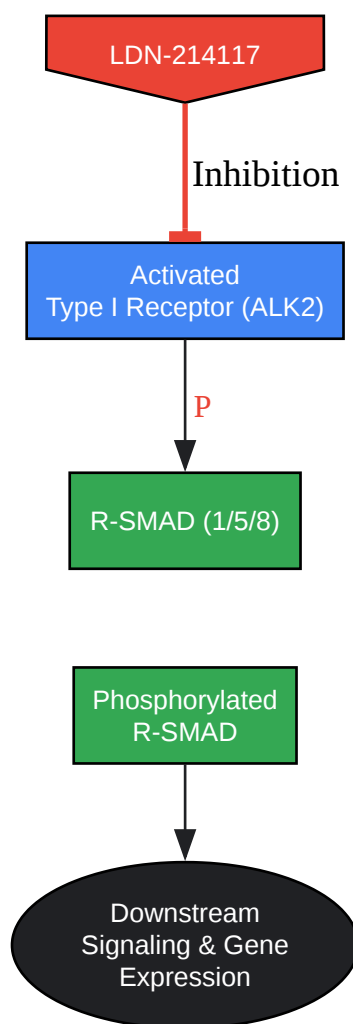 LDN-214117
Inhibition
Activated
Type I Receptor (ALK2)
P
R-SMAD (1/5/8)
Phosphorylated
R-SMAD
Downstream
Signaling & Gene
Expression